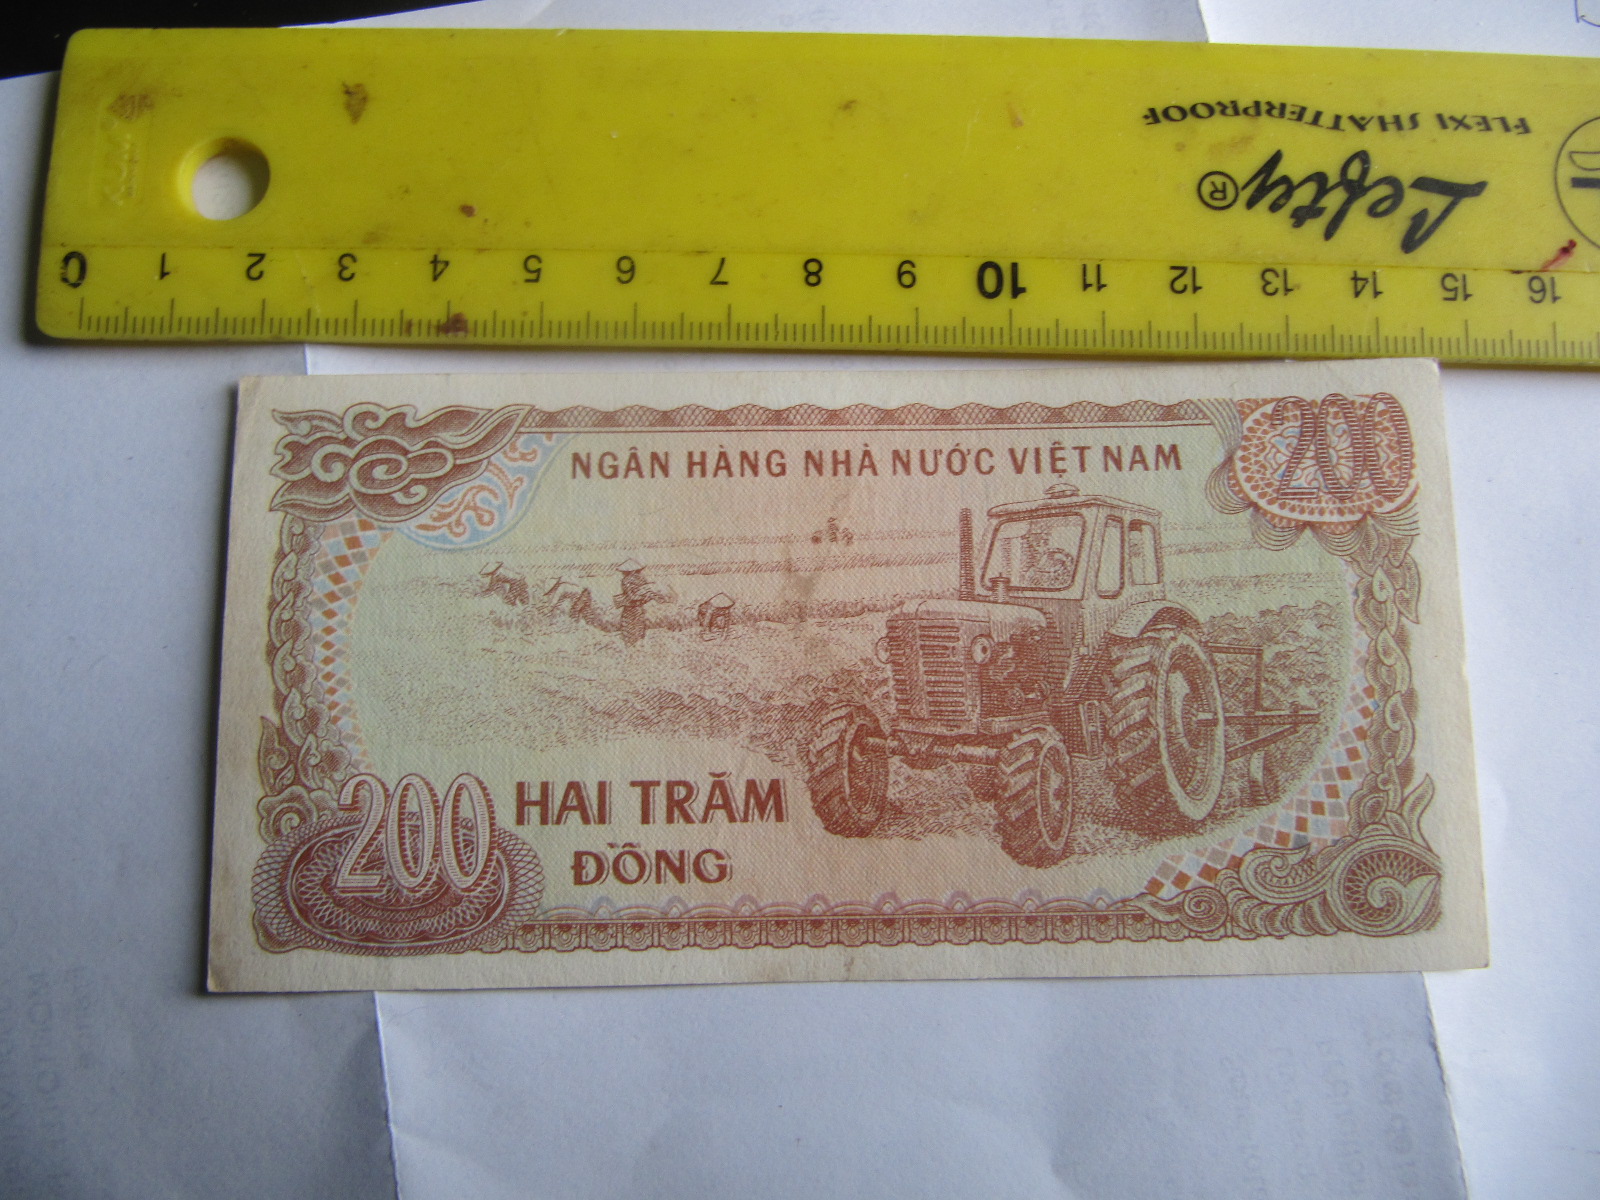 FLEXI SHATTERPROOF
Lefty ®
0 1 2 3 4 5 6 7 8 9 10 11 12 13 14 15 16
200
NGÂN HÀNG NHÀ NƯỚC VIỆT NAM
200 HAI TRĂM
ĐỒNG